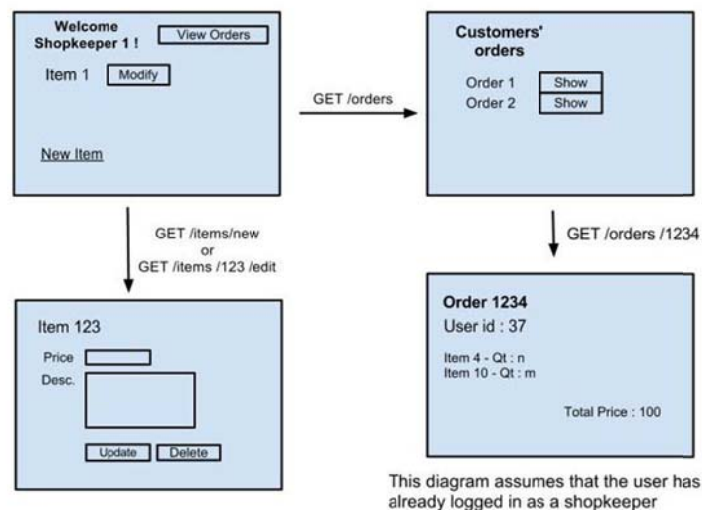 Welcome
Shopkeeper 1 !
View Orders
Item 1
Modify
New Item
GET /orders
Customers'
orders
Order 1
Show
Order 2
Show
GET /items/new
or
GET /items /123 /edit
GET /orders /1234
Item 123
Price
Desc.
Update
Delete
Order 1234
User id : 37
Item 4 - Qt : n
Item 10 - Qt : m
Total Price : 100
This diagram assumes that the user has
already logged in as a shopkeeper